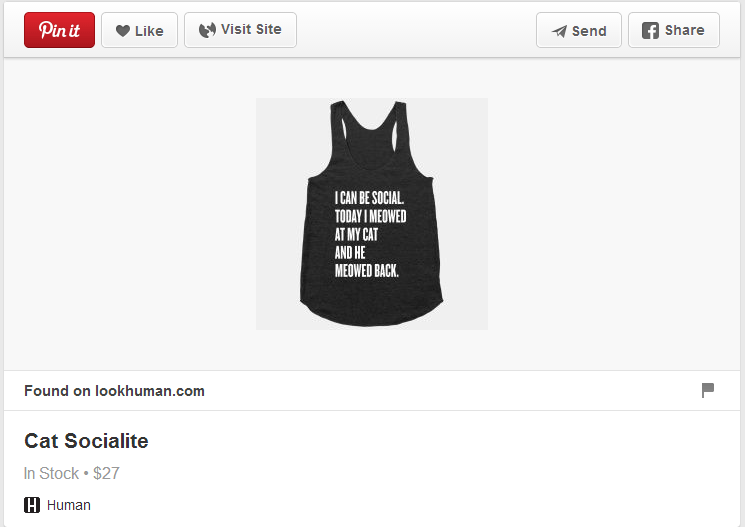 Pin it
Like
Visit Site
Send
Share
I CAN BE SOCIAL.
TODAY I MEOWED
AT MY CAT
AND HE
MEOWED BACK.
Found on lookhuman.com
Cat Socialite
In Stock • $27
H Human